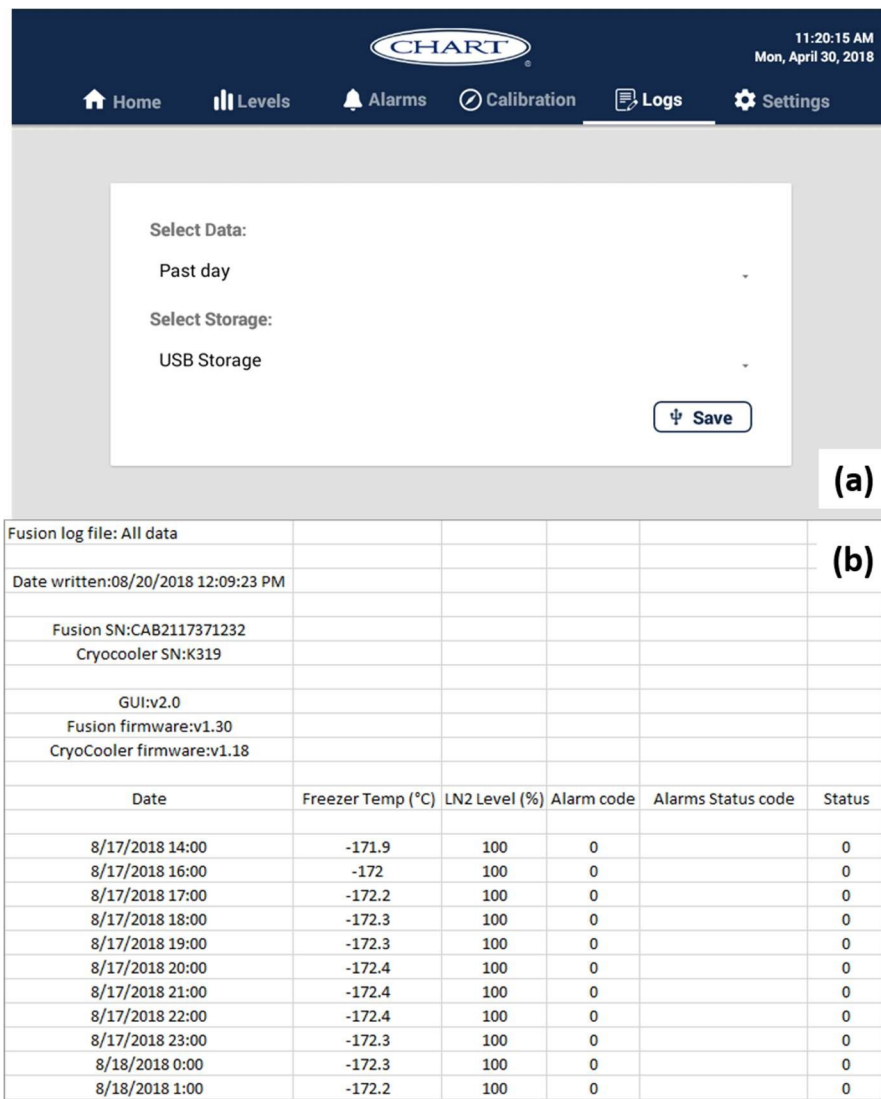 CHART
®
11:20:15 AM
Mon, April 30, 2018
Home Levels Alarms Calibration Logs Settings
Select Data:
Past day
Select Storage:
USB Storage
Save
(a)
Fusion log file: All data
(b)
Date written:08/20/2018 12:09:23 PM
Fusion SN:CAB2117371232
Cryocooler SN:K319
GUI:v2.0
Fusion firmware:v1.30
CryoCooler firmware:v1.18
Date Freezer Temp (°C) LN2 Level (%) Alarm code Alarms Status code Status
8/17/2018 14:00 -171.9 100 0 0
8/17/2018 16:00 -172 100 0 0
8/17/2018 17:00 -172.2 100 0 0
8/17/2018 18:00 -172.3 100 0 0
8/17/2018 19:00 -172.3 100 0 0
8/17/2018 20:00 -172.4 100 0 0
8/17/2018 21:00 -172.4 100 0 0
8/17/2018 22:00 -172.4 100 0 0
8/17/2018 23:00 -172.3 100 0 0
8/18/2018 0:00 -172.3 100 0 0
8/18/2018 1:00 -172.2 100 0 0